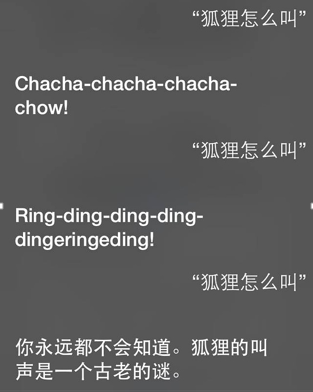 “狐狸怎么叫”
Chacha-chacha-chacha-
chow!
“狐狸怎么叫”
Ring-ding-ding-ding-
dingeringeding!
“狐狸怎么叫”
你永远都不会知道。狐狸的叫
声是一个古老的谜。